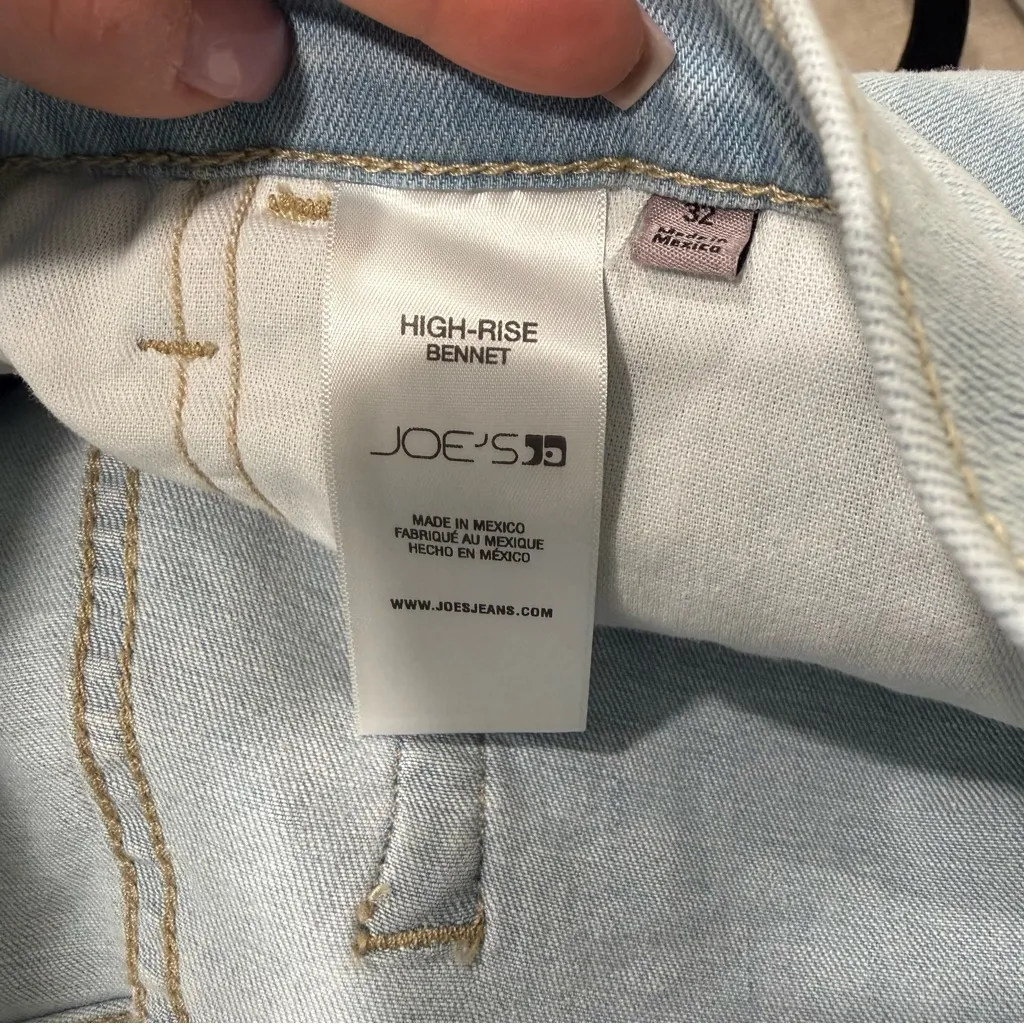 32
Made in
Mexico
HIGH-RISE
BENNET
JOE'S
MADE IN MEXICO
FABRIQUÉ AU MEXIQUE
HECHO EN MÉXICO
WWW.JOESJEANS.COM